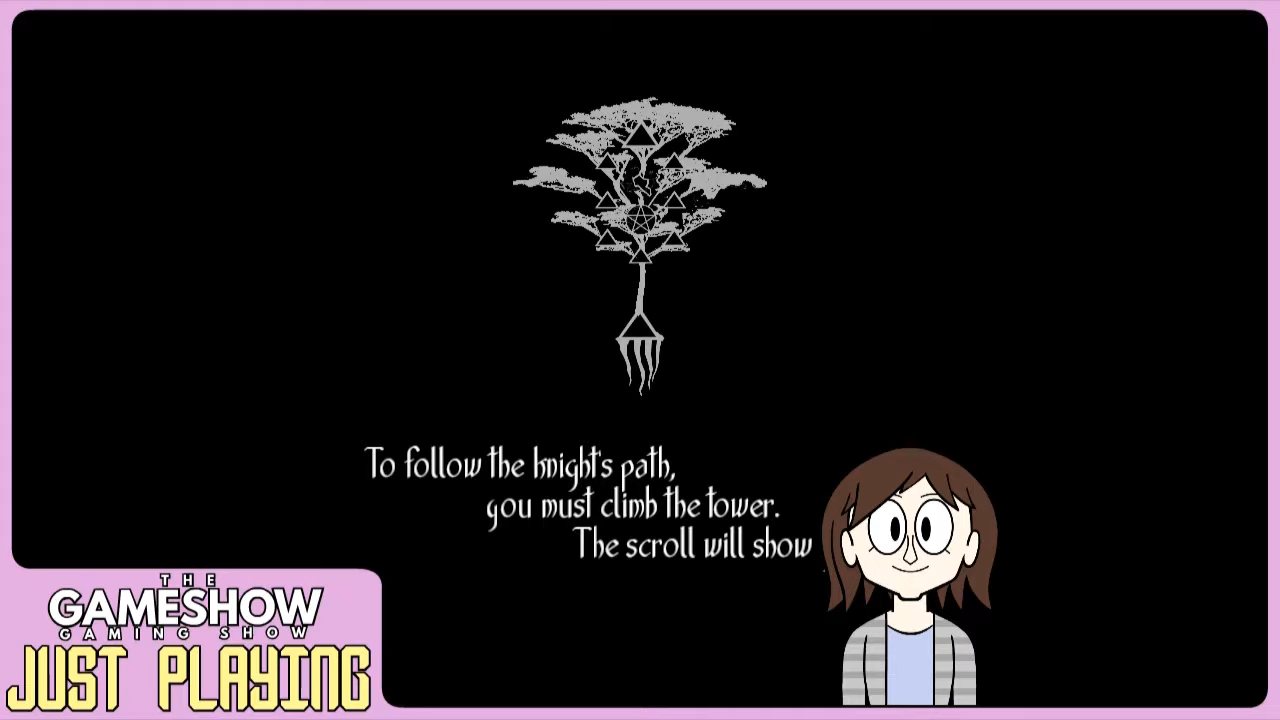 To follow the knight's path,
you must climb the tower.
The scroll will show
THE
GAMESHOW
GAMING SHOW
JUST PLAYING